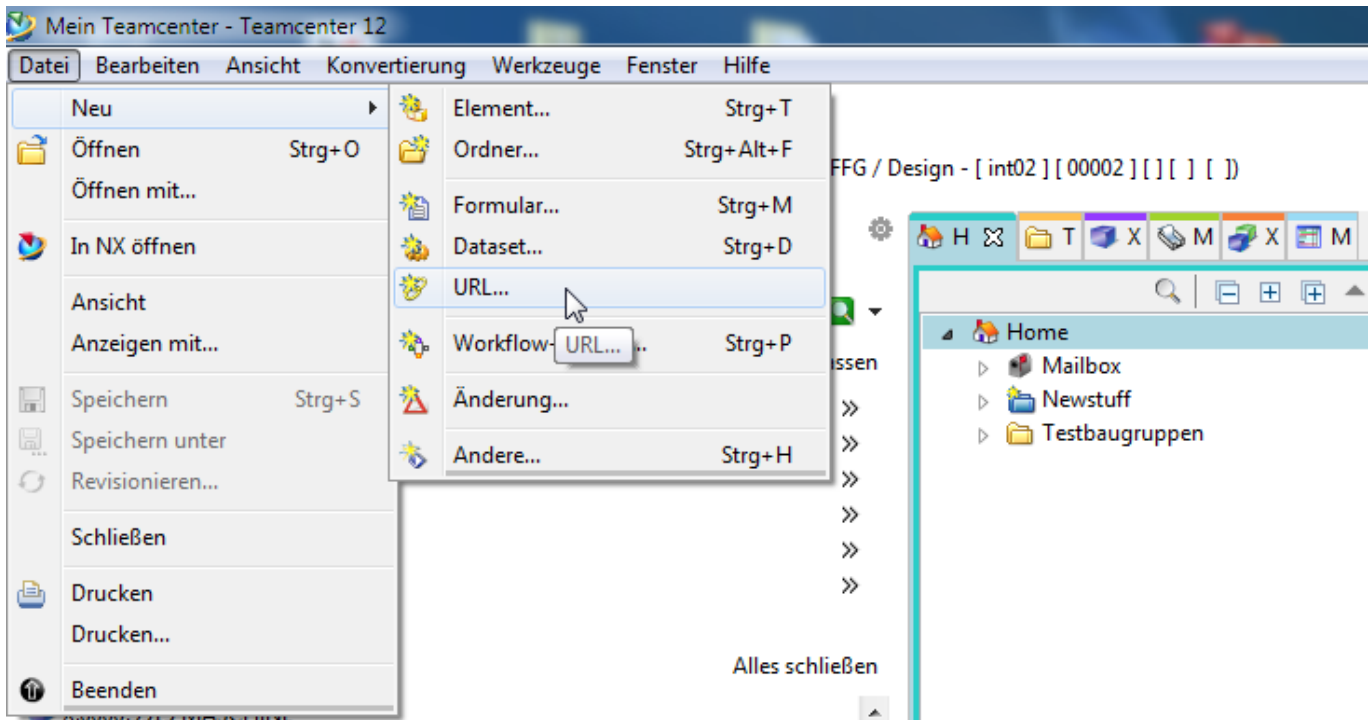 Mein Teamcenter - Teamcenter 12
Datei Bearbeiten Ansicht Konvertierung Werkzeuge Fenster Hilfe
Neu
Öffnen Strg+O
Öffnen mit...
In NX öffnen
Ansicht
Anzeigen mit...
Speichern Strg+S
Speichern unter
Revisionieren...
Schließen
Drucken
Drucken...
Beenden
Element... Strg+T
Ordner... Strg+Alt+F
Formular... Strg+M
Dataset... Strg+D
URL...
Workflow- Strg+P
URL...
Änderung...
Andere... Strg+H
FFG / Design - [ int02 ] [ 00002 ] [ ] [ ] [ ])
H T X M X M
Home
Mailbox
Newstuff
Testbaugruppen
Alles schließen